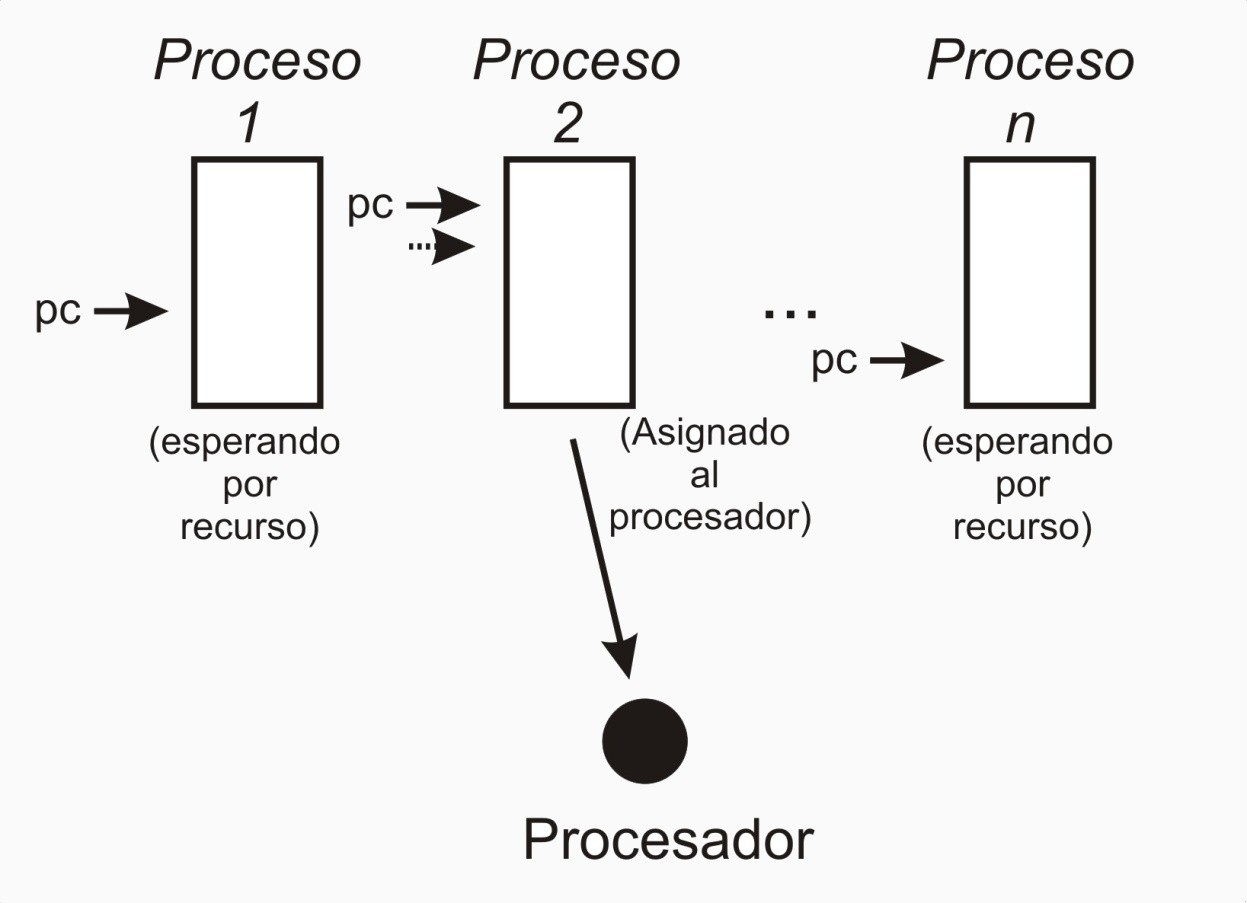 Proceso
1
Proceso
2
Proceso
n
pc
pc
...
pc
(esperando
por
recurso)
(Asignado
al
procesador)
(esperando
por
recurso)
Procesador